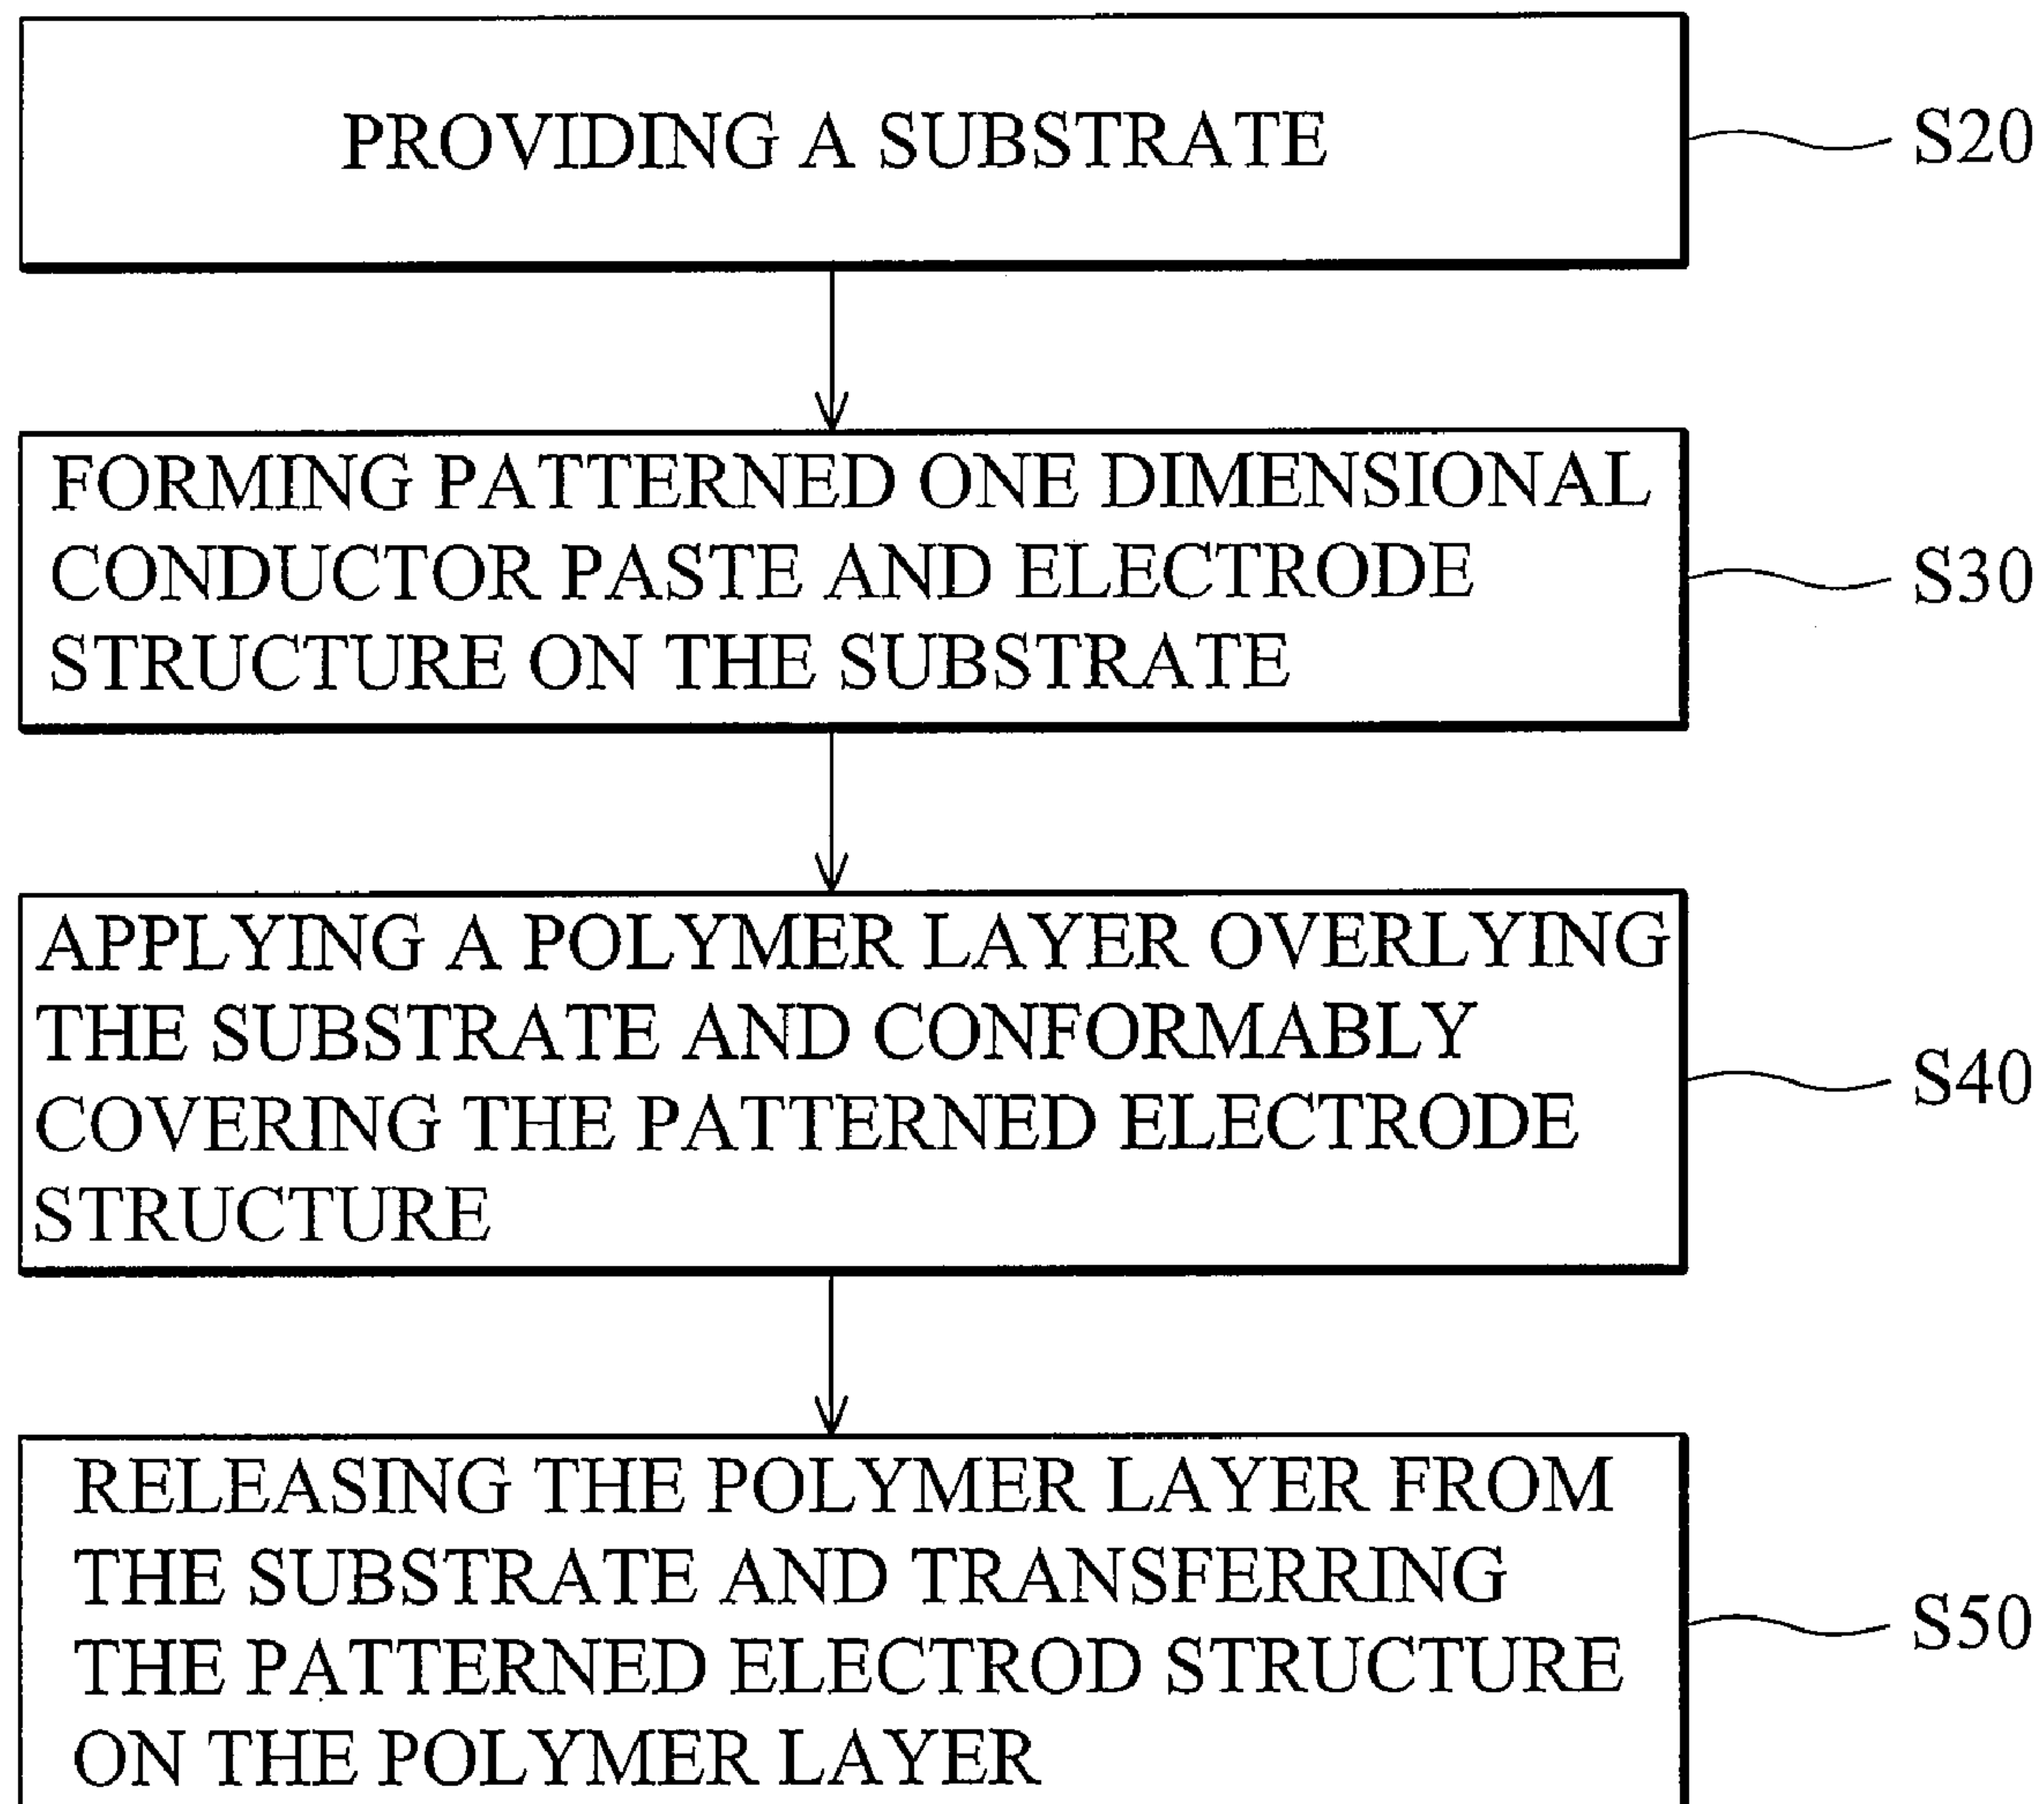 PROVIDING A SUBSTRATE
S20
FORMING PATTERNED ONE DIMENSIONAL
CONDUCTOR PASTE AND ELECTRODE
STRUCTURE ON THE SUBSTRATE
S30
APPLYING A POLYMER LAYER OVERLYING
THE SUBSTRATE AND CONFORMABLY
COVERING THE PATTERNED ELECTRODE
STRUCTURE
S40
RELEASING THE POLYMER LAYER FROM
THE SUBSTRATE AND TRANSFERRING
THE PATTERNED ELECTROD STRUCTURE
ON THE POLYMER LAYER
S50